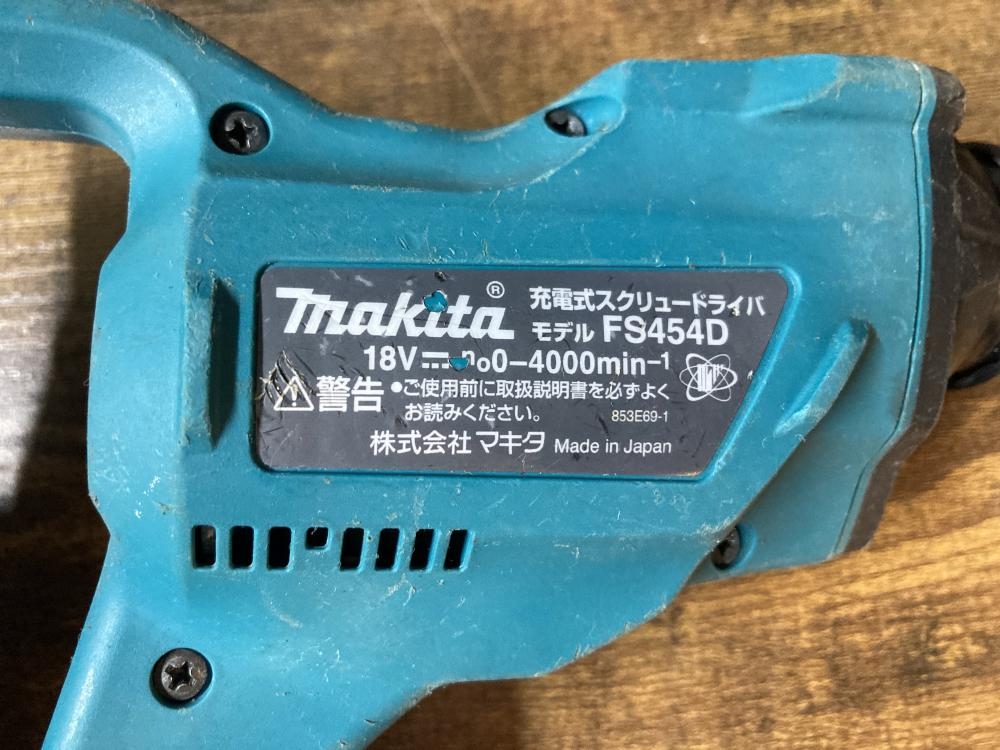 makita® 充電式スクリュードライバ
モデル FS454D
18V⎓ n₀0–4000min⁻¹
警告 •ご使用前に取扱説明書を必ずよく
お読みください。 853E69-1
株式会社 マキタ Made in Japan